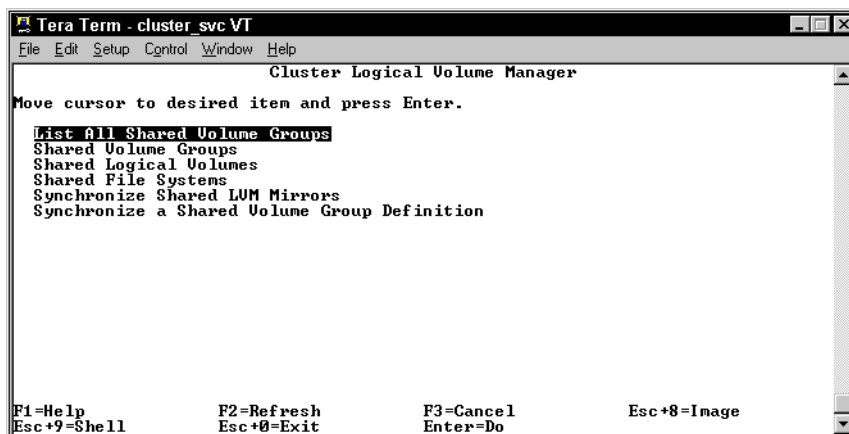 Tera Term - cluster_svc VT
File Edit Setup Control Window Help
Cluster Logical Volume Manager
Move cursor to desired item and press Enter.
List All Shared Volume Groups
Shared Volume Groups
Shared Logical Volumes
Shared File Systems
Synchronize Shared LVM Mirrors
Synchronize a Shared Volume Group Definition
F1=Help F2=Refresh F3=Cancel Esc+8=Image
Esc+9=Shell Esc+0=Exit Enter=Do